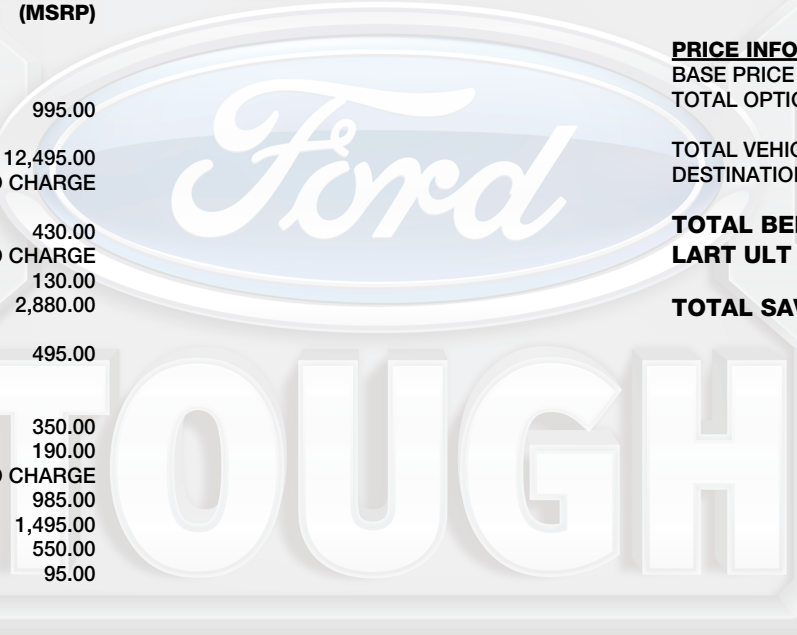 (MSRP)
995.00
12,495.00
CHARGE
430.00
CHARGE
130.00
2,880.00
495.00
350.00
190.00
CHARGE
985.00
1,495.00
550.00
95.00
PRICE INFO
BASE PRICE
TOTAL OPTIO
TOTAL VEHIC
DESTINATION
TOTAL BE
LART ULT
TOTAL SAV
Ford
TOUGH